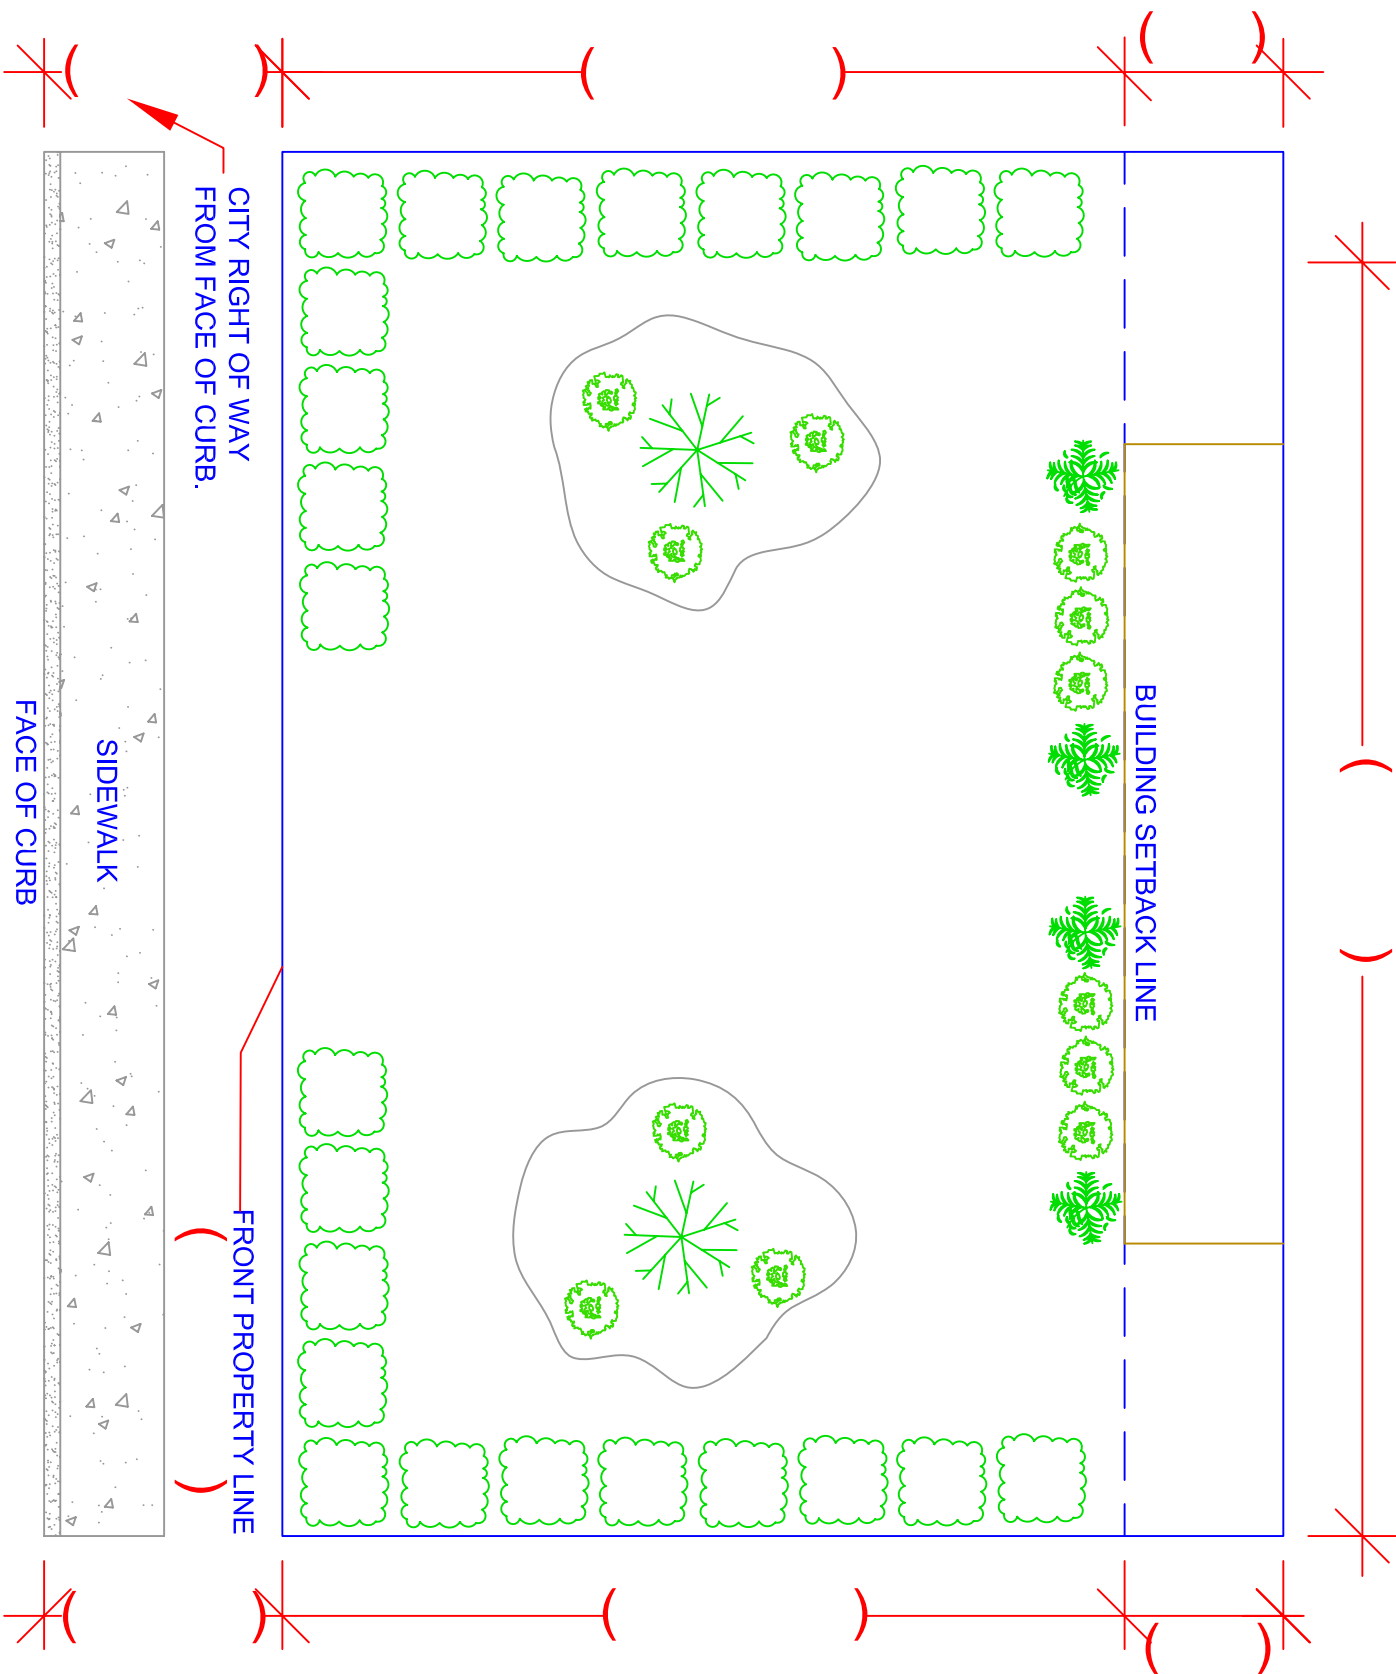 CITY RIGHT OF WAY
FROM FACE OF CURB.
BUILDING SETBACK LINE
SIDEWALK
FACE OF CURB
FRONT PROPERTY LINE
( )
( )
( )
( )
( )
( )
( )
( )